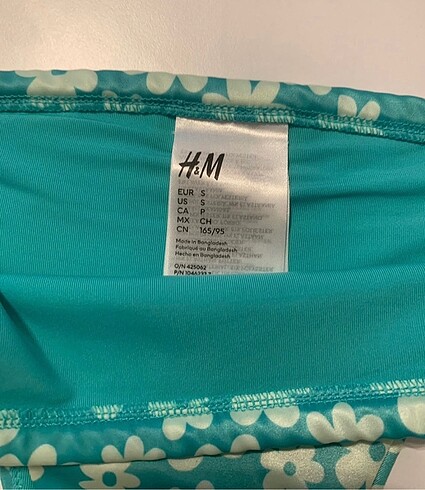 H&M
EUR S
US S
CA P
MX CH
CN 165/95
Made in Bangladesh
Fabriqué au Bangladesh
Hecho en Bangladesh
O/N 425062